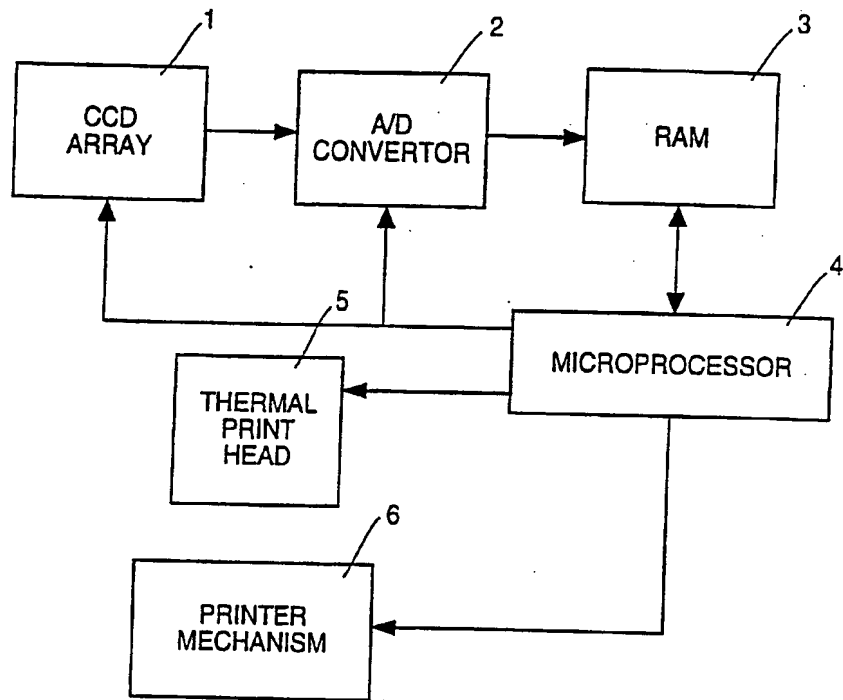 1
2
3
CCD
ARRAY
A/D
CONVERTOR
RAM
4
5
MICROPROCESSOR
THERMAL
PRINT
HEAD
6
PRINTER
MECHANISM